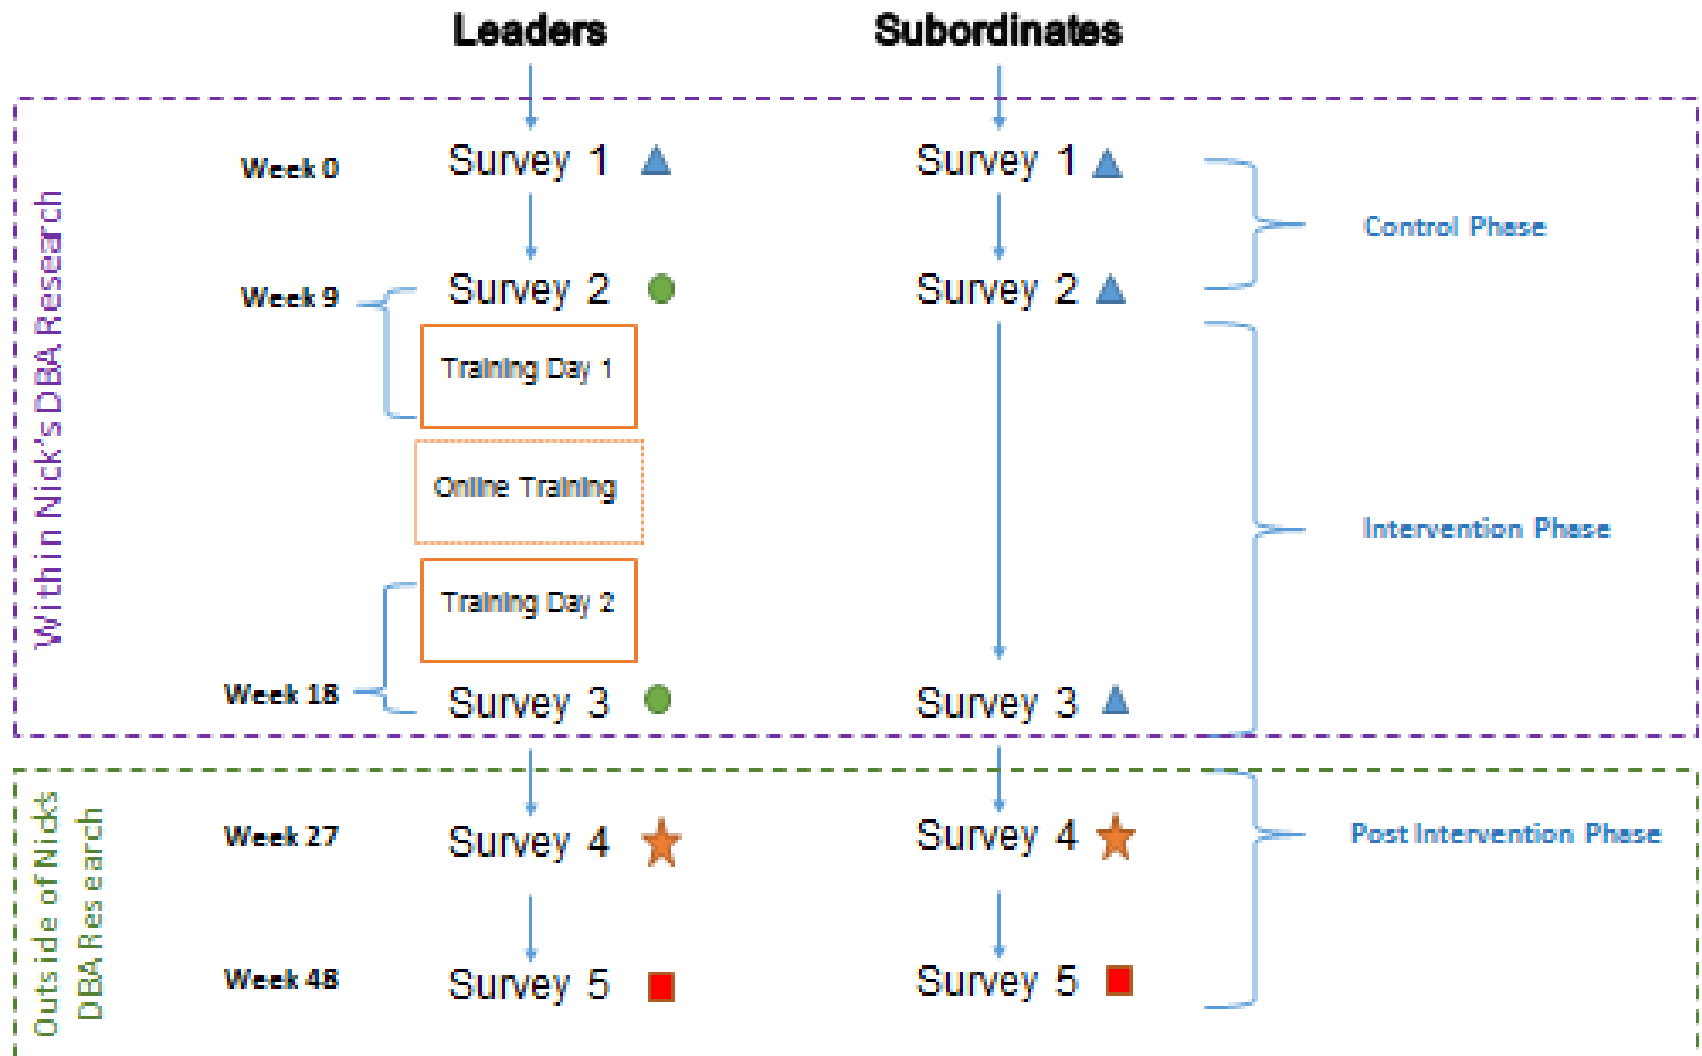 Leaders
Subordinates
Within Nick's DBA Research
Week 0
Survey 1
Survey 1
Control Phase
Week 9
Survey 2
Survey 2
Training Day 1
Online Training
Intervention Phase
Training Day 2
Week 18
Survey 3
Survey 3
Outside of Nick's
DBA Research
Week 27
Survey 4
Survey 4
Post Intervention Phase
Week 48
Survey 5
Survey 5